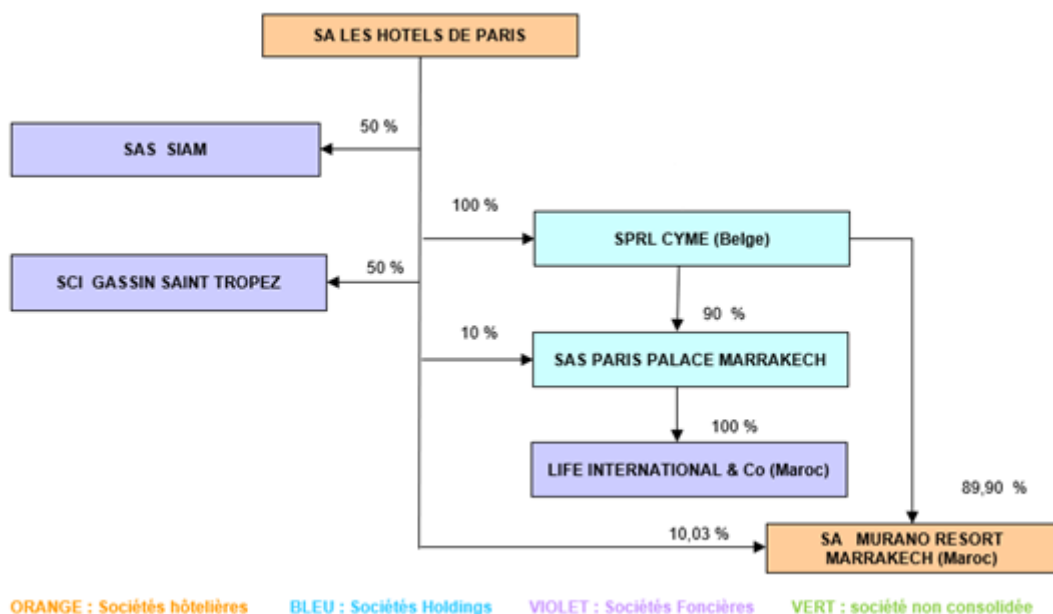 SA LES HOTELS DE PARIS
50 %
SAS SIAM
100 %
SPRL CYME (Belge)
50 %
SCI GASSIN SAINT TROPEZ
90 %
10 %
SAS PARIS PALACE MARRAKECH
100 %
LIFE INTERNATIONAL & Co (Maroc)
89,90 %
10,03 %
SA MURANO RESORT
MARRAKECH (Maroc)
ORANGE : Sociétés hôtelières BLEU : Sociétés Holdings VIOLET : Sociétés Foncières VERT : société non consolidée